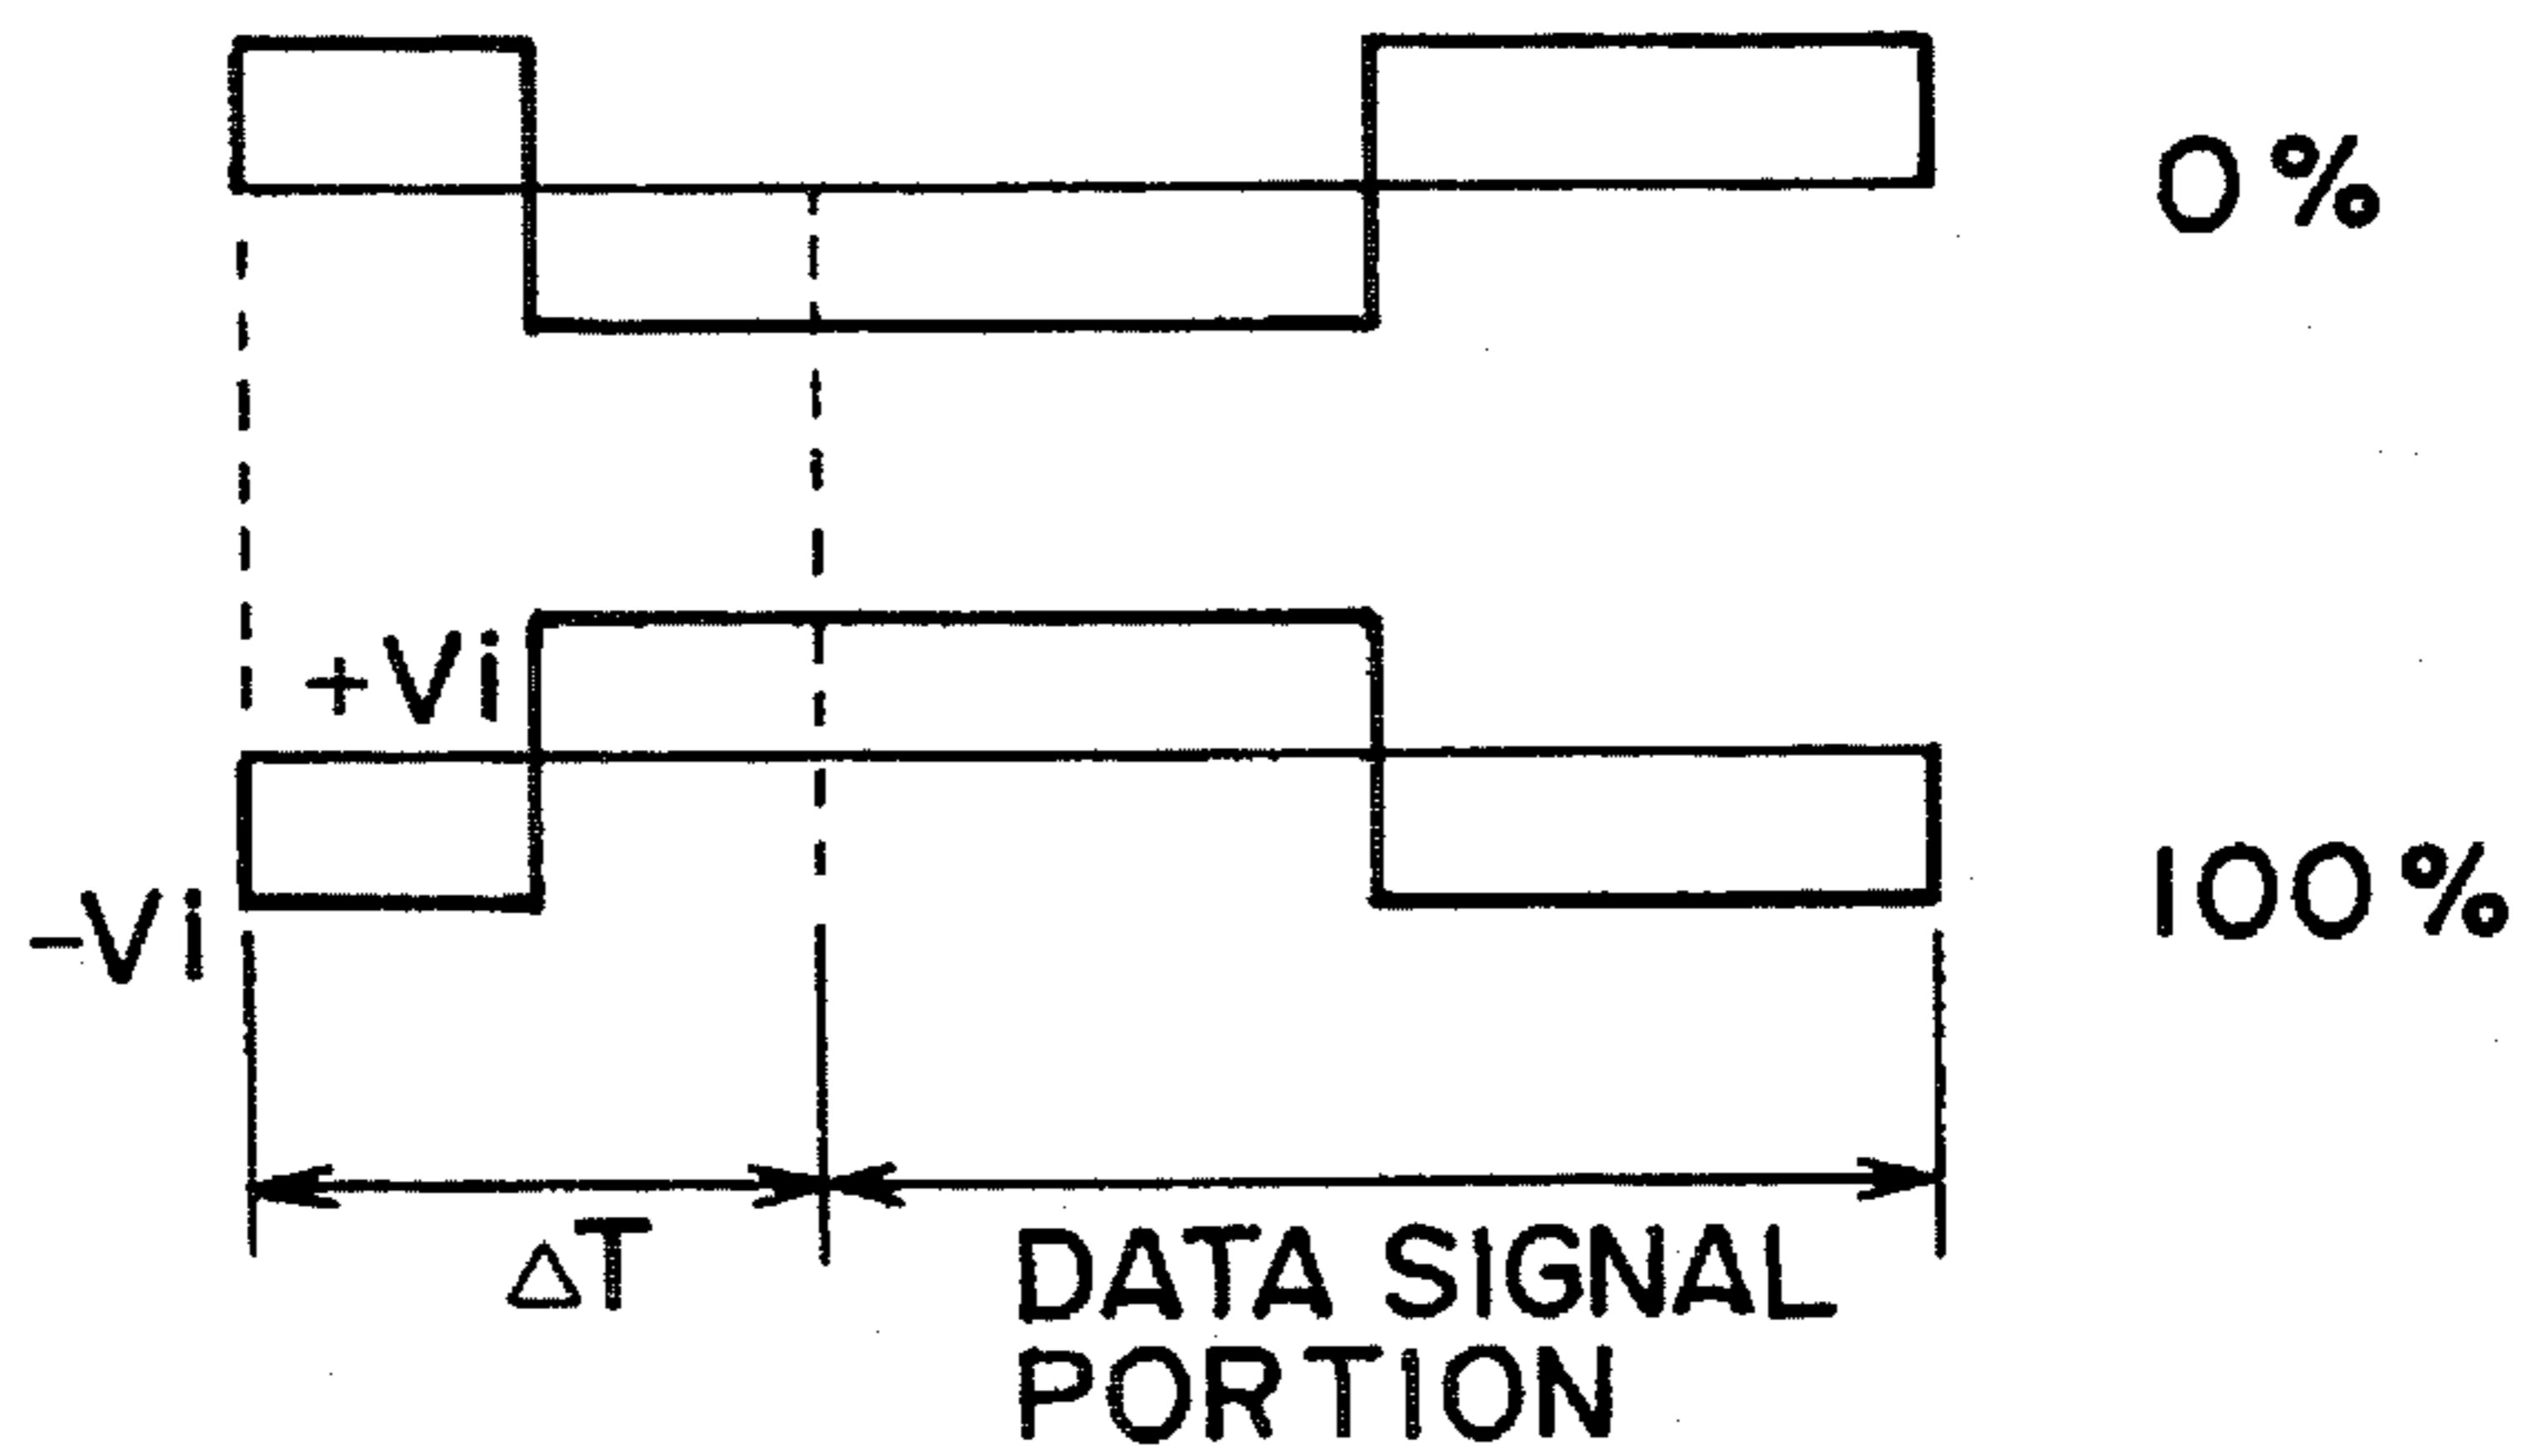 0%
+Vi
-Vi
100%
ΔT
DATA SIGNAL
PORTION